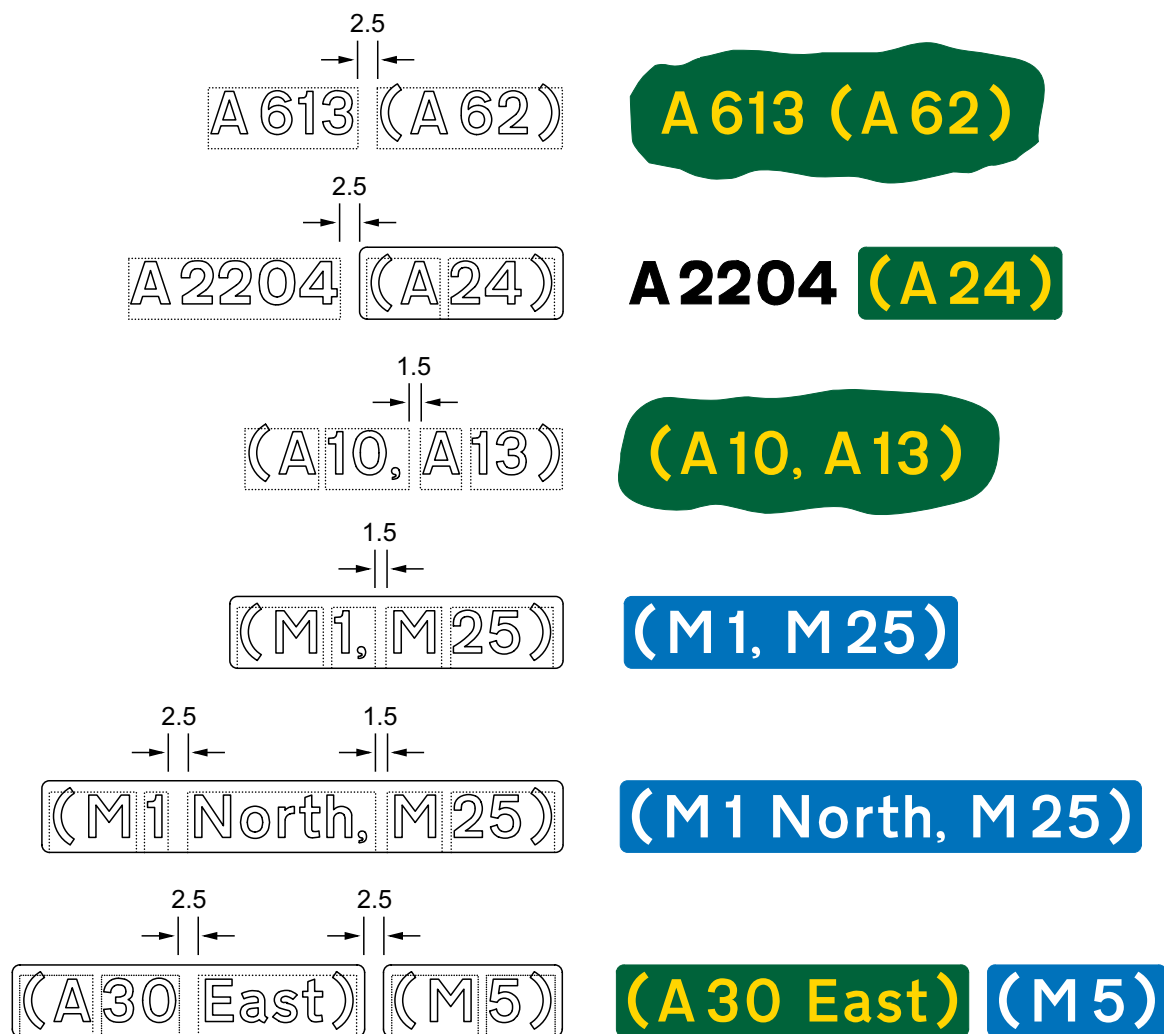 2.5
A 613 (A 62) A 613 (A 62)
2.5
A 2204 (A 24) A 2204 (A 24)
1.5
(A 10, A 13) (A 10, A 13)
1.5
(M 1, M 25) (M 1, M 25)
2.5 1.5
(M 1 North, M 25) (M 1 North, M 25)
2.5 2.5
(A 30 East) (M 5) (A 30 East) (M 5)